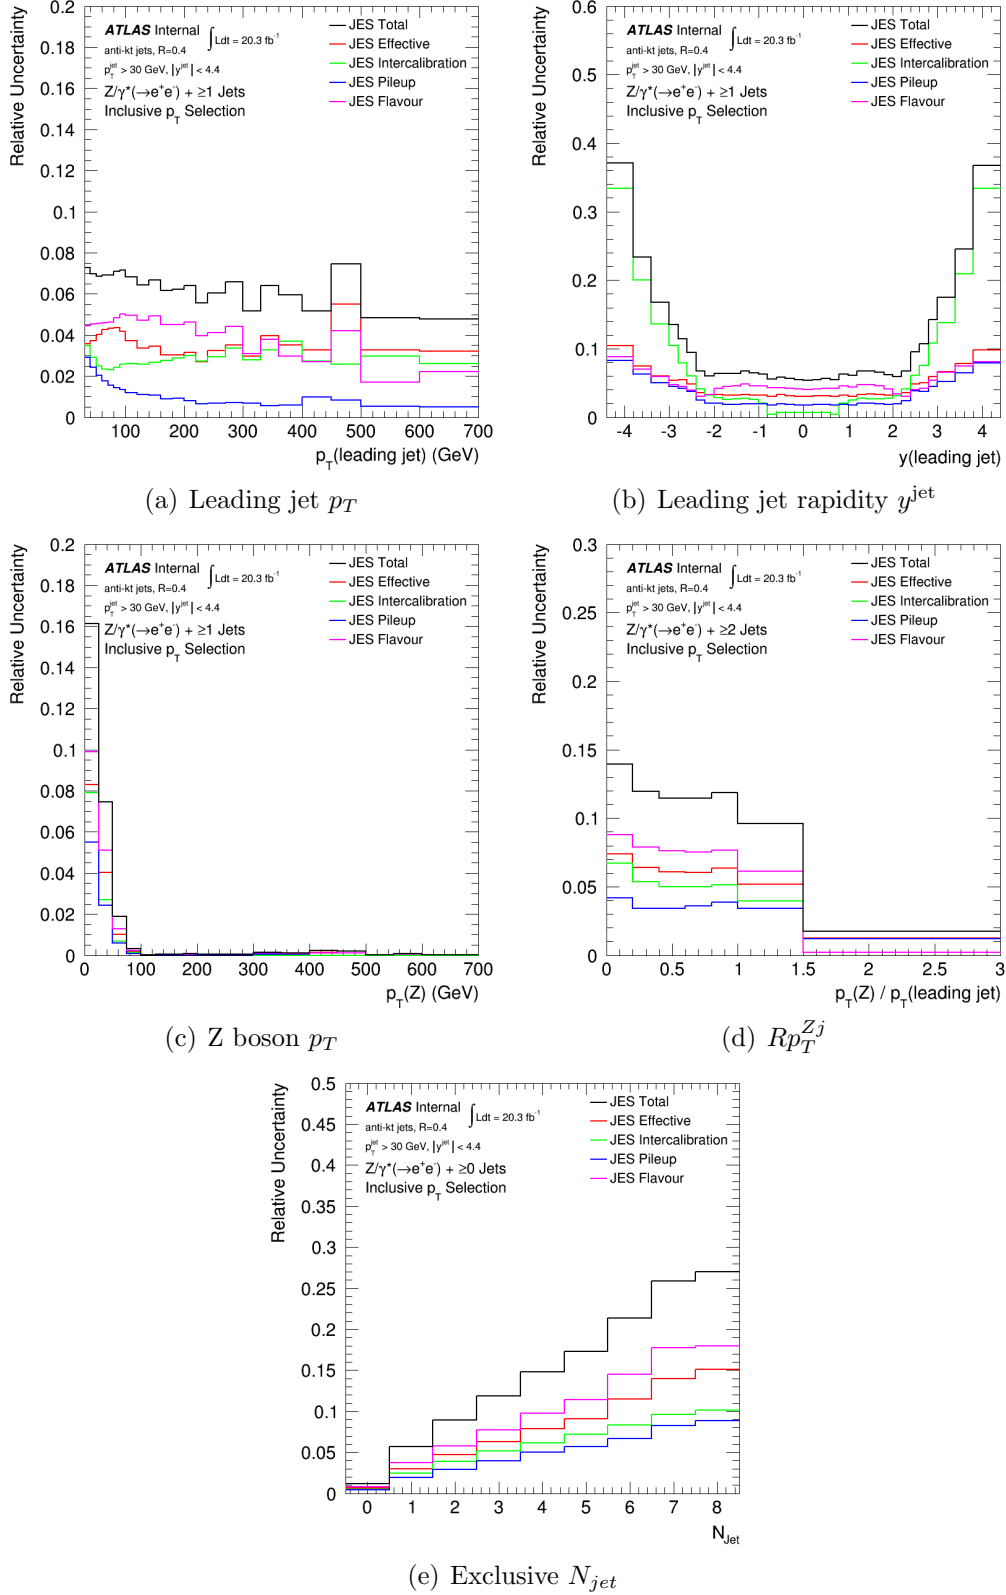 Relative Uncertainty
ATLAS Internal ∫Ldt = 20.3 fb⁻¹
anti-kt jets, R=0.4
p_T^jet > 30 GeV, |y^jet| < 4.4
Z/γ*(→e⁺e⁻) + ≥1 Jets
Inclusive p_T Selection
JES Total
JES Effective
JES Intercalibration
JES Pileup
JES Flavour
0.2
0.18
0.16
0.14
0.12
0.1
0.08
0.06
0.04
0.02
0
100 200 300 400 500 600 700
p_T(leading jet) (GeV)
(a) Leading jet p_T
Relative Uncertainty
ATLAS Internal ∫Ldt = 20.3 fb⁻¹
anti-kt jets, R=0.4
p_T^jet > 30 GeV, |y^jet| < 4.4
Z/γ*(→e⁺e⁻) + ≥1 Jets
Inclusive p_T Selection
JES Total
JES Effective
JES Intercalibration
JES Pileup
JES Flavour
0.6
0.5
0.4
0.3
0.2
0.1
0
-4 -3 -2 -1 0 1 2 3 4
y(leading jet)
(b) Leading jet rapidity y^jet
Relative Uncertainty
ATLAS Internal ∫Ldt = 20.3 fb⁻¹
anti-kt jets, R=0.4
p_T^jet > 30 GeV, |y^jet| < 4.4
Z/γ*(→e⁺e⁻) + ≥1 Jets
Inclusive p_T Selection
JES Total
JES Effective
JES Intercalibration
JES Pileup
JES Flavour
0.2
0.18
0.16
0.14
0.12
0.1
0.08
0.06
0.04
0.02
0
0 100 200 300 400 500 600 700
p_T(Z) (GeV)
(c) Z boson p_T
Relative Uncertainty
ATLAS Internal ∫Ldt = 20.3 fb⁻¹
anti-kt jets, R=0.4
p_T^jet > 30 GeV, |y^jet| < 4.4
Z/γ*(→e⁺e⁻) + ≥2 Jets
Inclusive p_T Selection
JES Total
JES Effective
JES Intercalibration
JES Pileup
JES Flavour
0.3
0.25
0.2
0.15
0.1
0.05
0
0 0.5 1 1.5 2 2.5 3
p_T(Z) / p_T(leading jet)
(d) Rp_T^Zj
Relative Uncertainty
ATLAS Internal ∫Ldt = 20.3 fb⁻¹
anti-kt jets, R=0.4
p_T^jet > 30 GeV, |y^jet| < 4.4
Z/γ*(→e⁺e⁻) + ≥0 Jets
Inclusive p_T Selection
JES Total
JES Effective
JES Intercalibration
JES Pileup
JES Flavour
0.5
0.45
0.4
0.35
0.3
0.25
0.2
0.15
0.1
0.05
0
0 1 2 3 4 5 6 7 8
N_Jet
(e) Exclusive N_jet